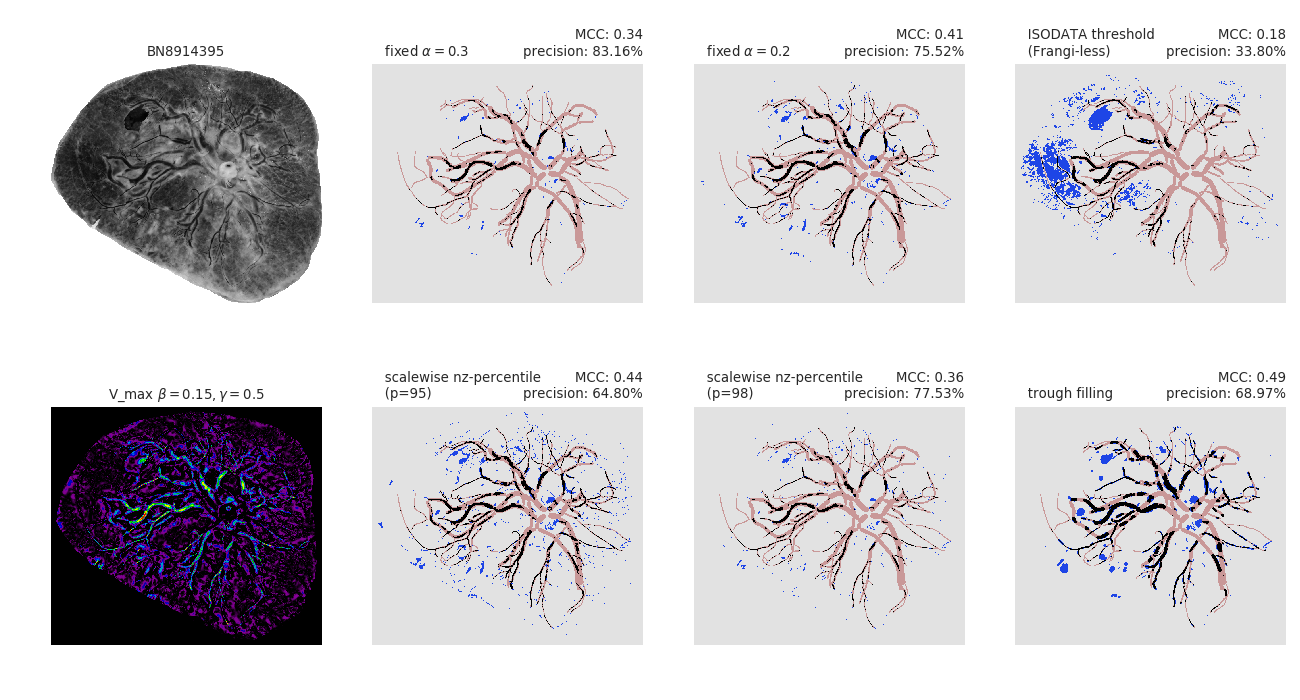 BN8914395
MCC: 0.34
fixed α = 0.3 precision: 83.16%
MCC: 0.41
fixed α = 0.2 precision: 75.52%
ISODATA threshold MCC: 0.18
(Frangi-less) precision: 33.80%
V_max β = 0.15, γ = 0.5
scalewise nz-percentile MCC: 0.44
(p=95) precision: 64.80%
scalewise nz-percentile MCC: 0.36
(p=98) precision: 77.53%
MCC: 0.49
trough filling precision: 68.97%